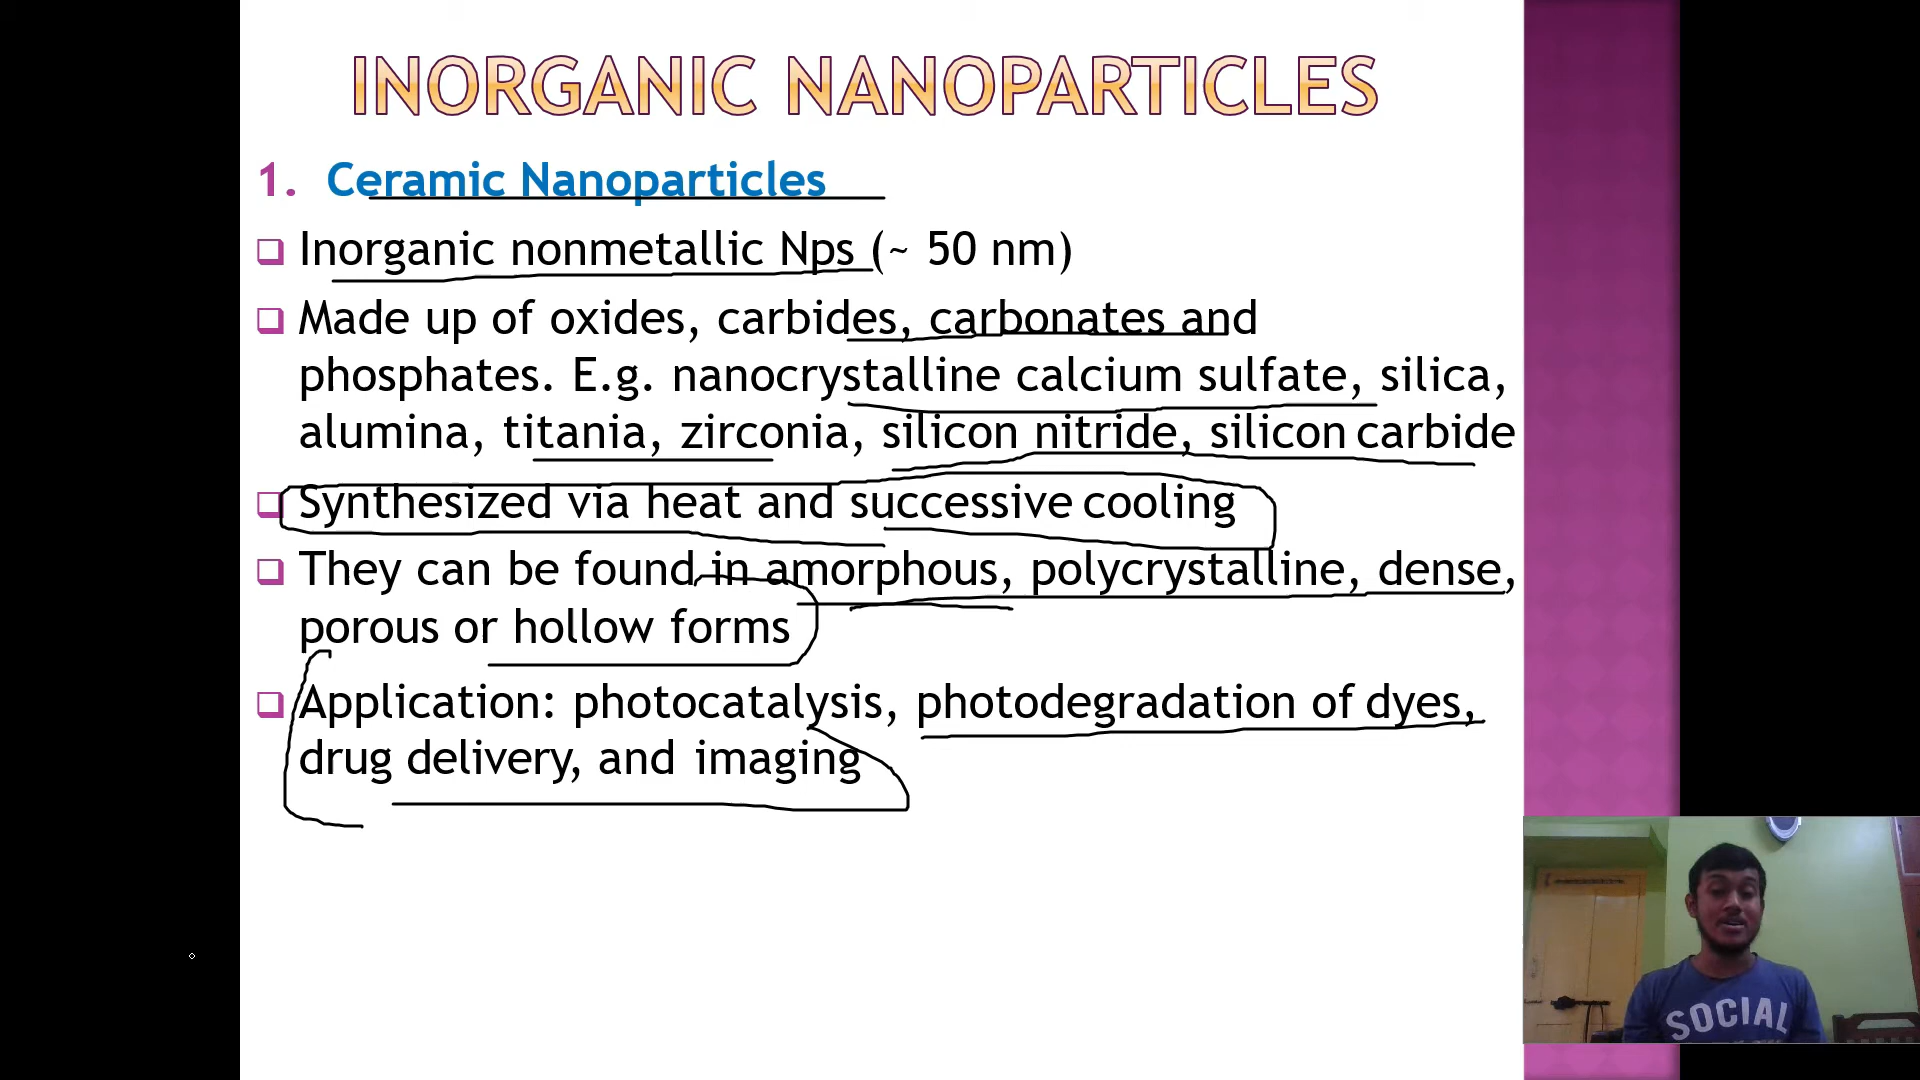 INORGANIC NANOPARTICLES
1. Ceramic Nanoparticles
Inorganic nonmetallic Nps (~ 50 nm)
Made up of oxides, carbides, carbonates and
phosphates. E.g. nanocrystalline calcium sulfate, silica,
alumina, titania, zirconia, silicon nitride, silicon carbide
Synthesized via heat and successive cooling
They can be found in amorphous, polycrystalline, dense,
porous or hollow forms
Application: photocatalysis, photodegradation of dyes,
drug delivery, and imaging
SOCIAL